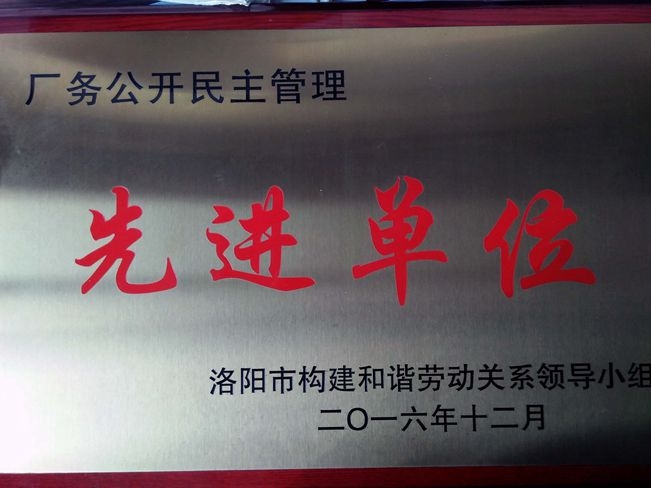 厂务公开民主管理
先进单位
洛阳市构建和谐劳动关系领导小组
二〇一六年十二月